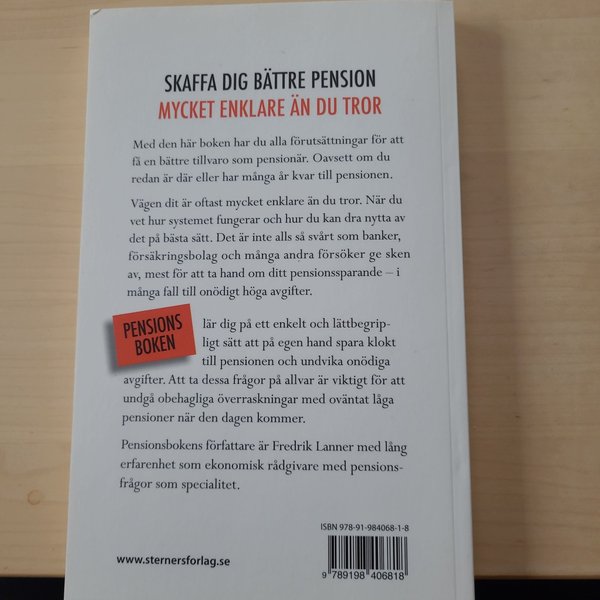 SKAFFA DIG BÄTTRE PENSION
MYCKET ENKLARE ÄN DU TROR
Med den här boken har du alla förutsättningar för att
få en bättre tillvaro som pensionär. Oavsett om du
redan är där eller har många år kvar till pensionen.
Vägen dit är oftast mycket enklare än du tror. När du
vet hur systemet fungerar och hur du kan dra nytta av
det på bästa sätt. Det är inte alls så svårt som banker,
försäkringsbolag och många andra försöker ge sken
av, mest för att ta hand om ditt pensionssparande – i
många fall till onödigt höga avgifter.
PENSIONS
BOKEN
lär dig på ett enkelt och lättbegrip-
ligt sätt att på egen hand spara klokt
till pensionen och undvika onödiga
avgifter. Att ta dessa frågor på allvar är viktigt för att
undgå obehagliga överraskningar med oväntat låga
pensioner när den dagen kommer.
Pensionsbokens författare är Fredrik Lanner med lång
erfarenhet som ekonomisk rådgivare med pensions-
frågor som specialitet.
ISBN 978-91-984068-1-8
www.sternersforlag.se
9 789198 406818